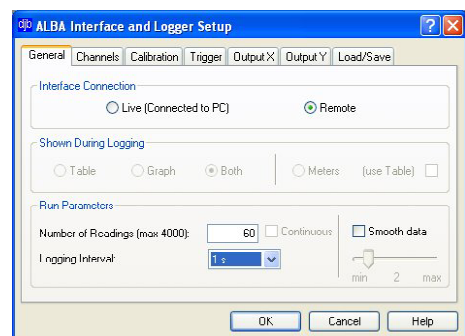 djb ALBA Interface and Logger Setup
General Channels Calibration Trigger Output X Output Y Load/Save
Interface Connection
Live (Connected to PC) Remote
Shown During Logging
Table Graph Both Meters (use Table)
Run Parameters
Number of Readings (max 4000): 60 Continuous Smooth data
Logging Interval: 1 s
min 2 max
OK Cancel Help